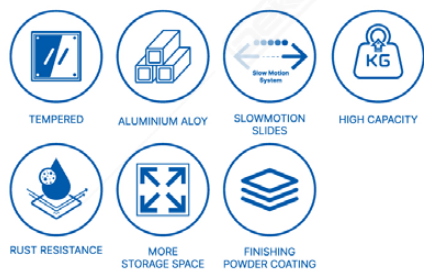 Slow Motion
System
KG
TEMPERED
ALUMINIUM ALOY
SLOWMOTION
SLIDES
HIGH CAPACITY
RUST RESISTANCE
MORE
STORAGE SPACE
FINISHING
POWDER COATING